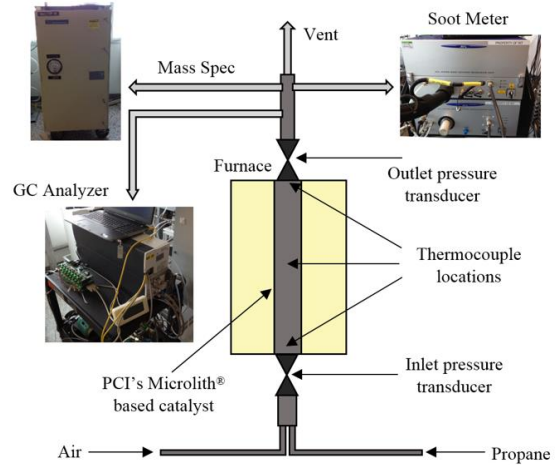 Soot Meter
Vent
Mass Spec
Furnace
GC Analyzer
Outlet pressure
transducer
Thermocouple
locations
PCI's Microlith®
based catalyst
Inlet pressure
transducer
Air
Propane